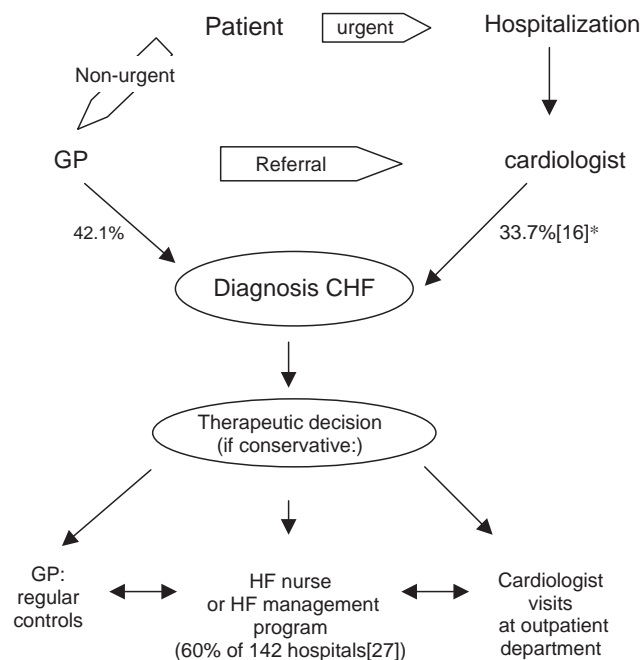 Patient
urgent
Hospitalization
Non-urgent
GP
Referral
cardiologist
42.1%
33.7%[16]*
Diagnosis CHF
Therapeutic decision
(if conservative:)
GP:
regular
controls
HF nurse
or HF management
program
(60% of 142 hospitals[27])
Cardiologist
visits
at outpatient
department